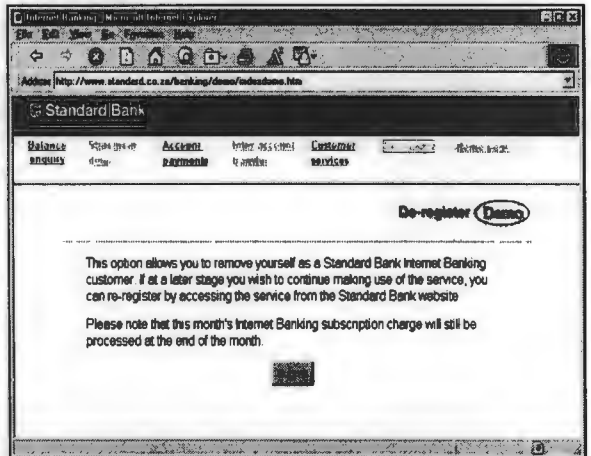 Internet Banking - Microsoft Internet Explorer
File Edit View Go Favorites Help
Address http://www.standard.co.za/banking/demo/indexdemo.htm
Standard Bank
Balance enquiry
Account payments
Inter account transfer
Customer services
De-register Demo
This option allows you to remove yourself as a Standard Bank Internet Banking
customer. If at a later stage you wish to continue making use of the service, you
can re-register by accessing the service from the Standard Bank website
Please note that this month's Internet Banking subscription charge will still be
processed at the end of the month.